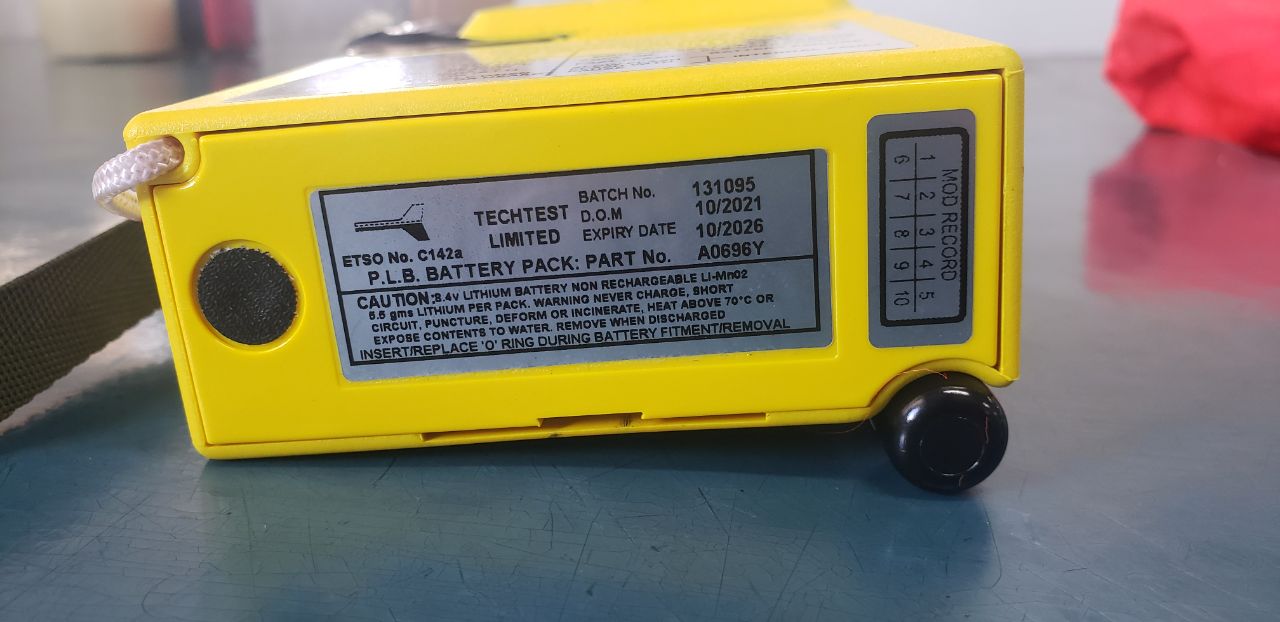 TECHTEST LIMITED
BATCH No. 131095
D.O.M 10/2021
EXPIRY DATE 10/2026
ETSO No. C142a
P.L.B. BATTERY PACK: PART No. A0696Y
CAUTION: 8.4v LITHIUM BATTERY NON RECHARGEABLE LI-Mn02
5.5 gms LITHIUM PER PACK. WARNING NEVER CHARGE, SHORT
CIRCUIT, PUNCTURE, DEFORM OR INCINERATE, HEAT ABOVE 70°C OR
EXPOSE CONTENTS TO WATER. REMOVE WHEN DISCHARGED
INSERT/REPLACE 'O' RING DURING BATTERY FITMENT/REMOVAL
MOD RECORD
1 2 3 4 5
6 7 8 9 10